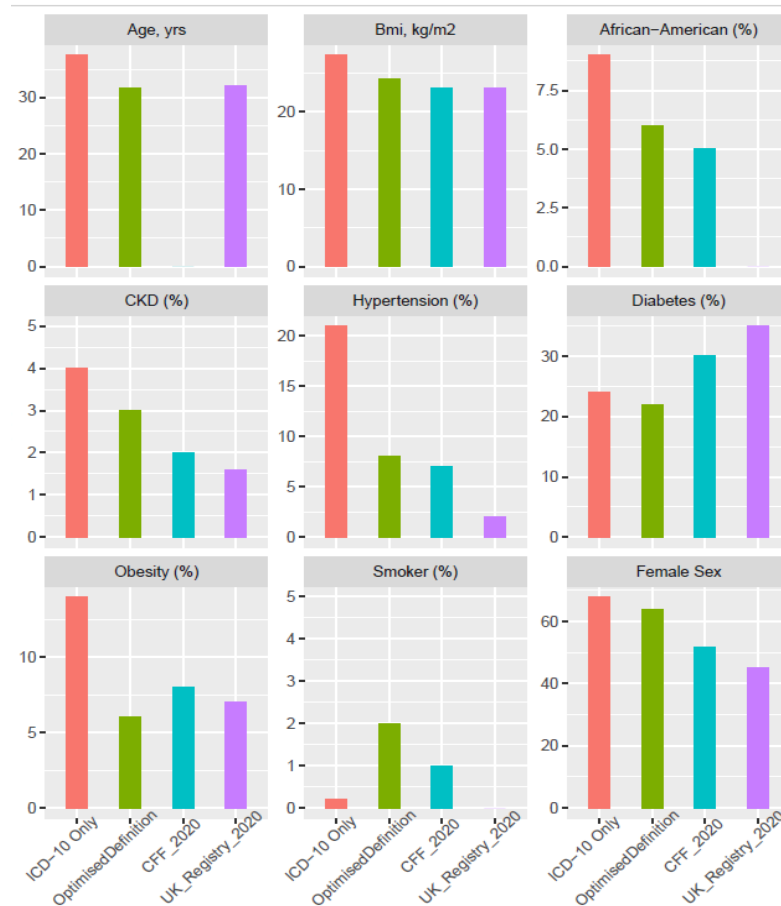 Age, yrs
Bmi, kg/m2
African−American (%)
30
20
10
0
20
10
0
7.5
5.0
2.5
0.0
CKD (%)
Hypertension (%)
Diabetes (%)
5
4
3
2
1
0
20
15
10
5
0
30
20
10
0
Obesity (%)
Smoker (%)
Female Sex
10
5
0
5
4
3
2
1
0
60
40
20
0
ICD−10 Only
OptimisedDefinition
CFF_2020
UK_Registry_2020
ICD−10 Only
OptimisedDefinition
CFF_2020
UK_Registry_2020
ICD−10 Only
OptimisedDefinition
CFF_2020
UK_Registry_2020